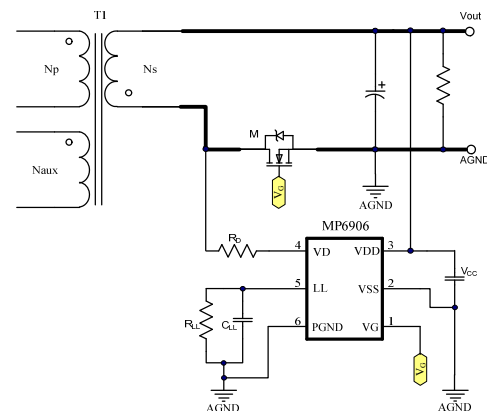 T1
Vout
Np
Ns
+
M
Naux
AGND
VG
AGND
MP6906
RD
4 VD
VDD 3
VCC
5 LL
VSS 2
RLL
CLL
6 PGND
VG 1
VG
AGND
AGND